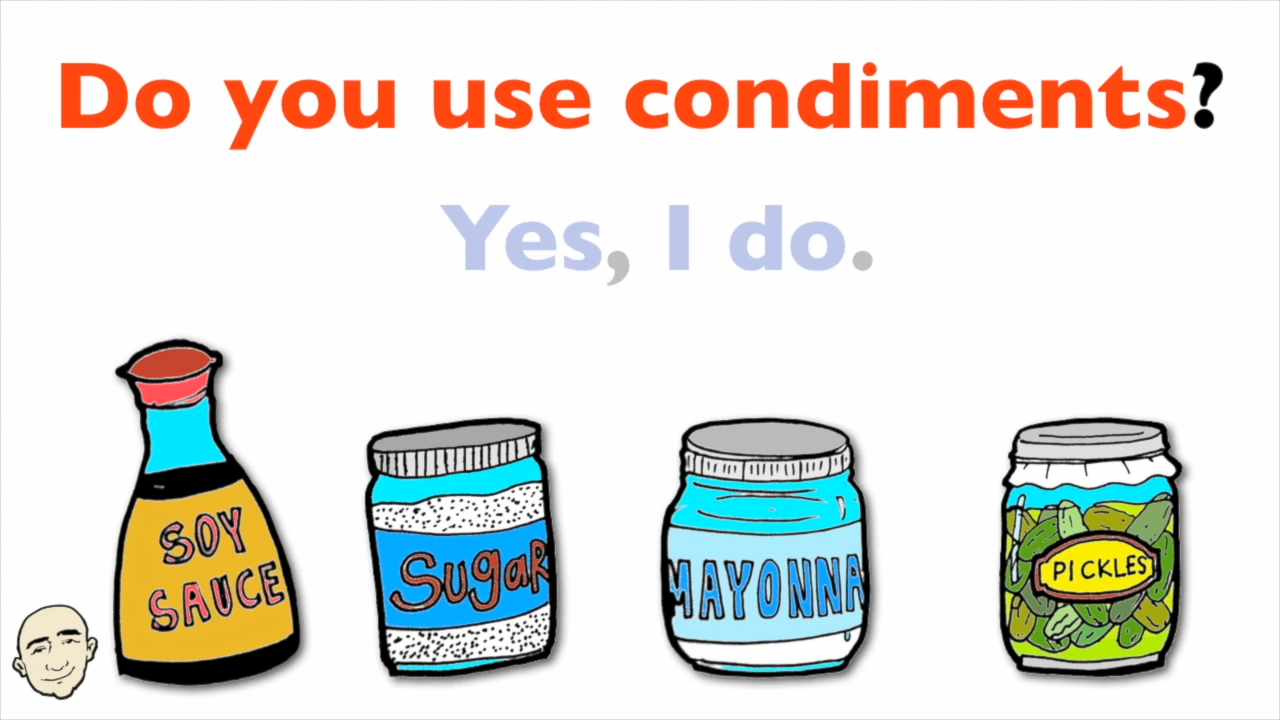 Do you use condiments?
Yes, I do.
SOY
SAUCE
Sugar
MAYONNA
PICKLES